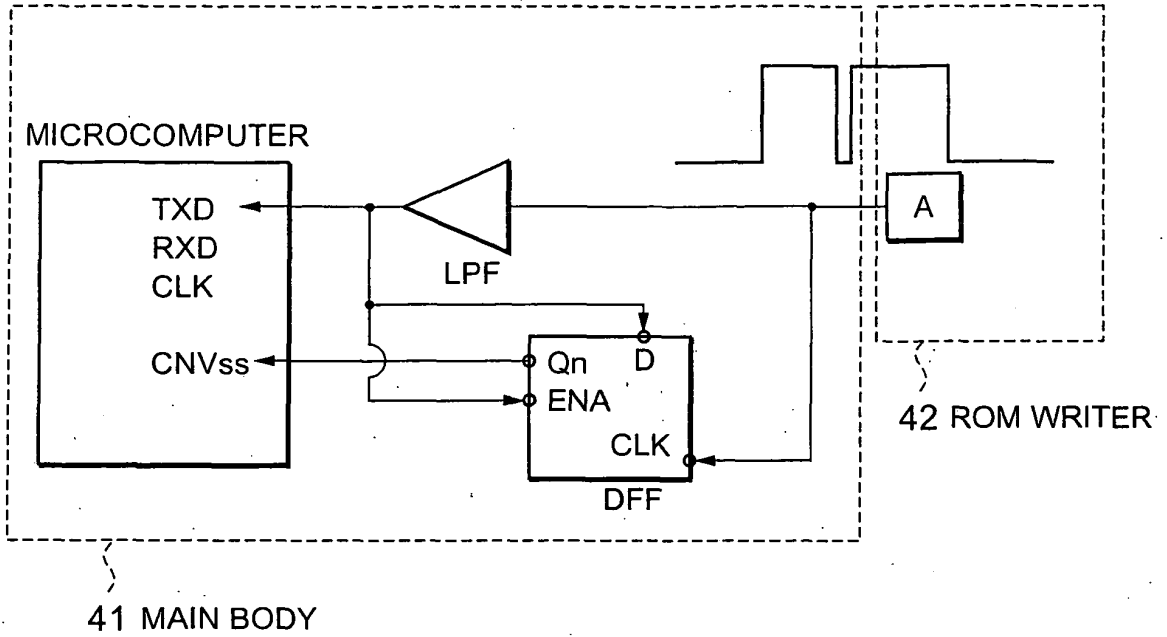 MICROCOMPUTER
TXD
RXD
CLK
CNVss
LPF
A
D
Qn
ENA
CLK
DFF
42 ROM WRITER
41 MAIN BODY